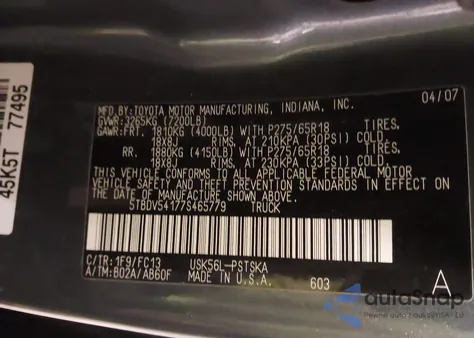 45K5T 77495
MFD.BY:TOYOTA MOTOR MANUFACTURING, INDIANA, INC. 04/07
GVWR:3265KG (7200LB)
GAWR:FRT. 1810KG (4000LB) WITH P275/65R18 TIRES,
18X8J RIMS, AT 210KPA (30PSI) COLD.
RR. 1880KG (4150LB) WITH P275/65R18 TIRES,
18X8J RIMS, AT 230KPA (33PSI) COLD.
THIS VEHICLE CONFORMS TO ALL APPLICABLE FEDERAL MOTOR
VEHICLE SAFETY AND THEFT PREVENTION STANDARDS IN EFFECT
ON THE DATE OF MANUFACTURE SHOWN ABOVE.
5TBDV54177S465779 TRUCK
C/TR:1F9/FC13 USK56L-PSTSKA
A/TM:B02A/AB60F MADE IN U.S.A. 603 A
autoSnap